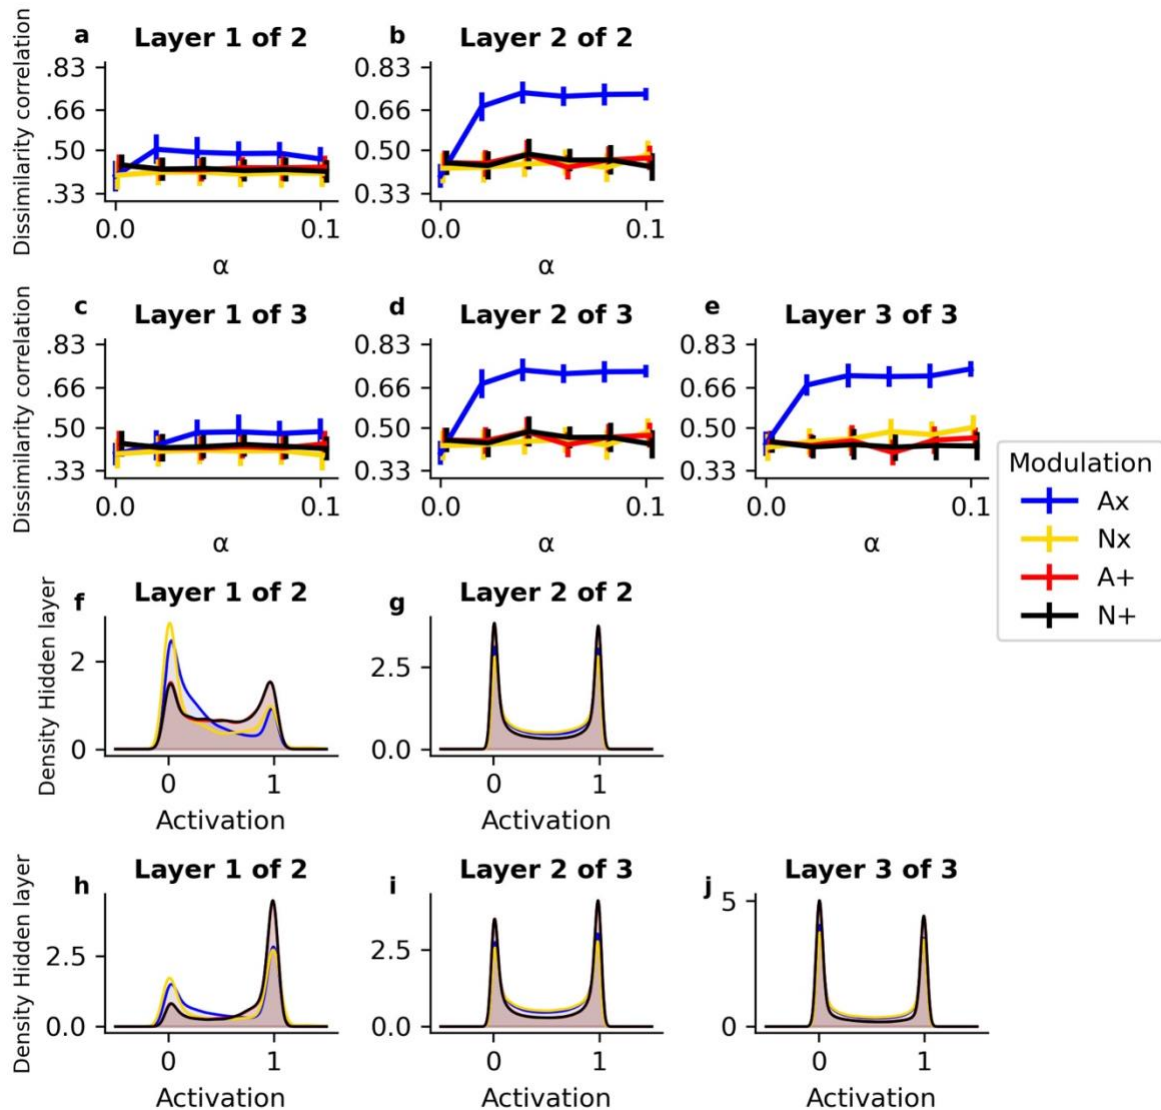 a Layer 1 of 2 b Layer 2 of 2
Dissimilarity correlation
.83 0.83
.66 0.66
.50 0.50
.33 0.33
0.0 0.1 0.0 0.1
α α
c Layer 1 of 3 d Layer 2 of 3 e Layer 3 of 3
Dissimilarity correlation
.83 0.83 0.83
.66 0.66 0.66
.50 0.50 0.50
.33 0.33 0.33
0.0 0.1 0.0 0.1 0.0 0.1
α α α
Modulation
Ax
Nx
A+
N+
f Layer 1 of 2 g Layer 2 of 2
Density Hidden layer
2 2.5
0 0.0
0 1 0 1
Activation Activation
h Layer 1 of 2 i Layer 2 of 3 j Layer 3 of 3
Density Hidden layer
2.5 2.5 5
0.0 0.0 0
0 1 0 1 0 1
Activation Activation Activation